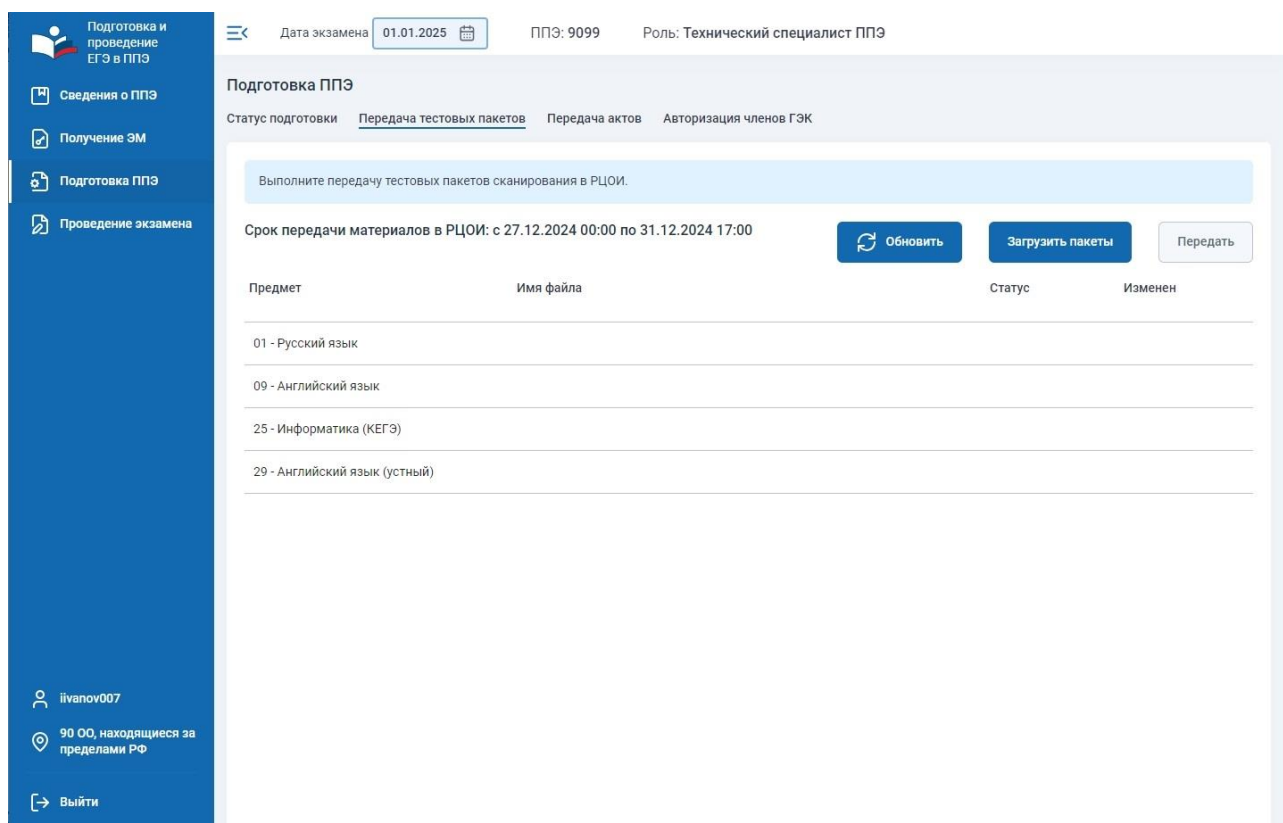 Подготовка и
проведение
ЕГЭ в ППЭ
Сведения о ППЭ
Получение ЭМ
Подготовка ППЭ
Проведение экзамена
iivanov007
90 ОО, находящиеся за
пределами РФ
Выйти
Дата экзамена 01.01.2025 ППЭ: 9099 Роль: Технический специалист ППЭ
Подготовка ППЭ
Статус подготовки Передача тестовых пакетов Передача актов Авторизация членов ГЭК
Выполните передачу тестовых пакетов сканирования в РЦОИ.
Срок передачи материалов в РЦОИ: с 27.12.2024 00:00 по 31.12.2024 17:00 Обновить Загрузить пакеты Передать
Предмет Имя файла Статус Изменен
01 - Русский язык
09 - Английский язык
25 - Информатика (КЕГЭ)
29 - Английский язык (устный)